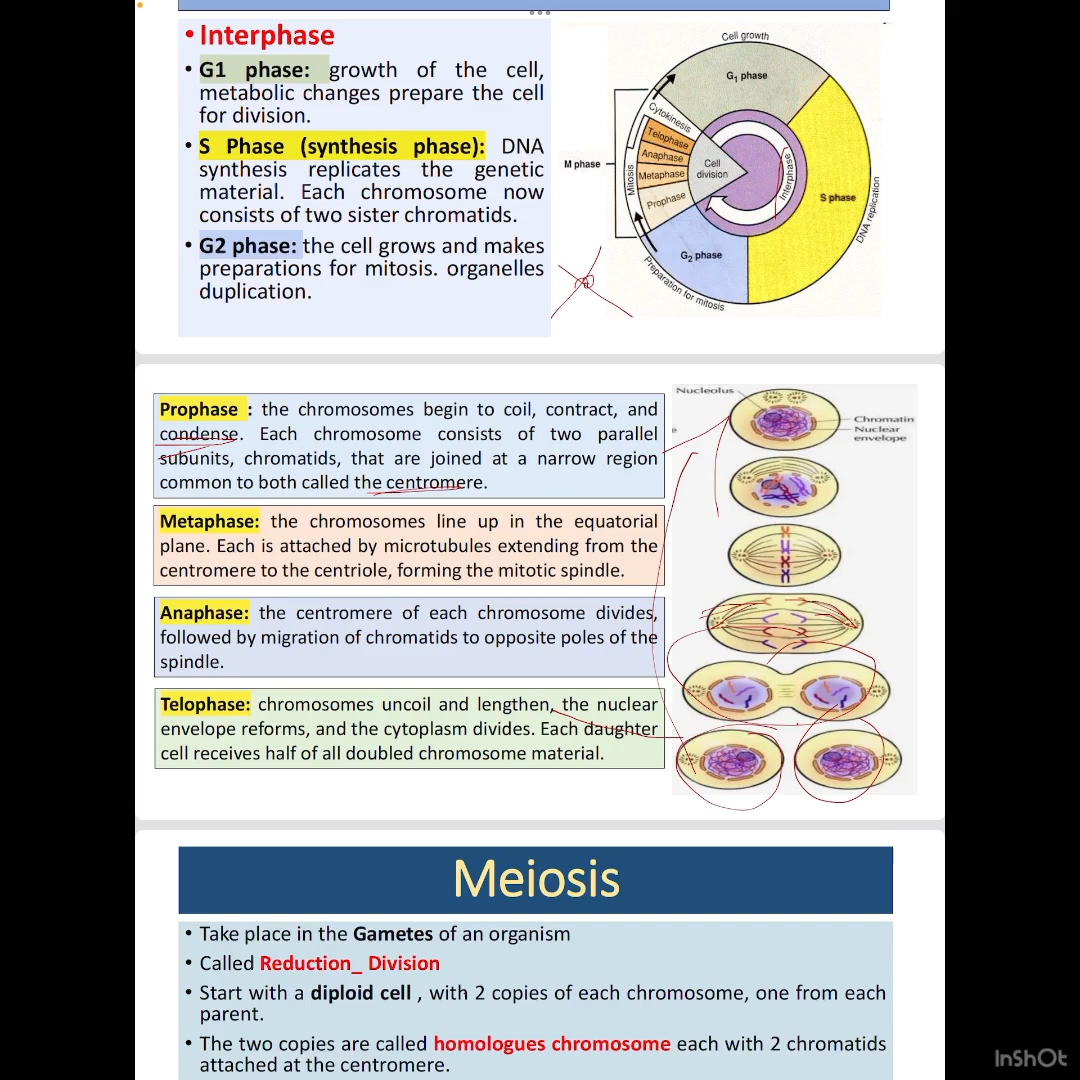 • Interphase
• G1 phase: growth of the cell,
metabolic changes prepare the cell
for division.
• S Phase (synthesis phase): DNA
synthesis replicates the genetic
material. Each chromosome now
consists of two sister chromatids.
• G2 phase: the cell grows and makes
preparations for mitosis. organelles
duplication.
Cell growth
G1 phase
Cytokinesis
Telophase
Anaphase
Metaphase
Prophase
Mitosis
M phase
Cell
division
Interphase
S phase
DNA replication
G2 phase
Preparation for mitosis
Prophase : the chromosomes begin to coil, contract, and
condense. Each chromosome consists of two parallel
subunits, chromatids, that are joined at a narrow region
common to both called the centromere.
Metaphase: the chromosomes line up in the equatorial
plane. Each is attached by microtubules extending from the
centromere to the centriole, forming the mitotic spindle.
Anaphase: the centromere of each chromosome divides,
followed by migration of chromatids to opposite poles of the
spindle.
Telophase: chromosomes uncoil and lengthen, the nuclear
envelope reforms, and the cytoplasm divides. Each daughter
cell receives half of all doubled chromosome material.
Nucleolus
Chromatin
Nuclear
envelope
e
Meiosis
• Take place in the Gametes of an organism
• Called Reduction_ Division
• Start with a diploid cell , with 2 copies of each chromosome, one from each
parent.
• The two copies are called homologues chromosome each with 2 chromatids
attached at the centromere.
InShOt